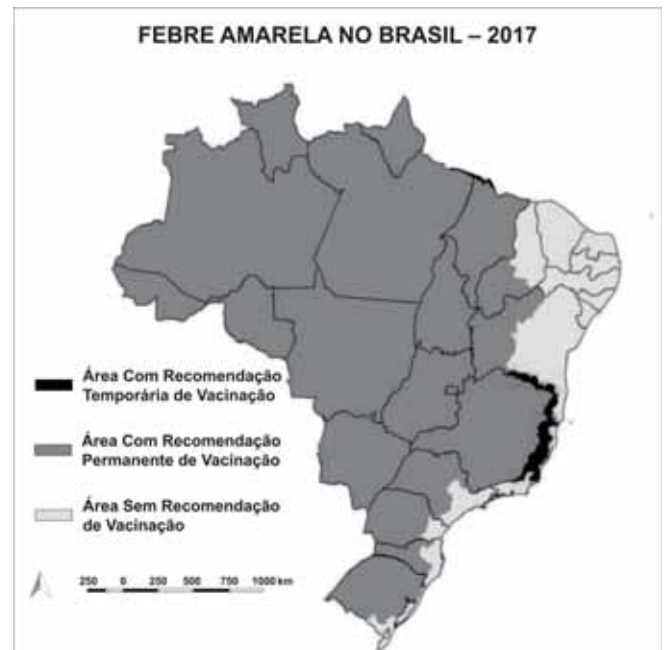 FEBRE AMARELA NO BRASIL – 2017
Área Com Recomendação
Temporária de Vacinação
Área Com Recomendação
Permanente de Vacinação
Área Sem Recomendação
de Vacinação
250 0 250 500 750 1000 km